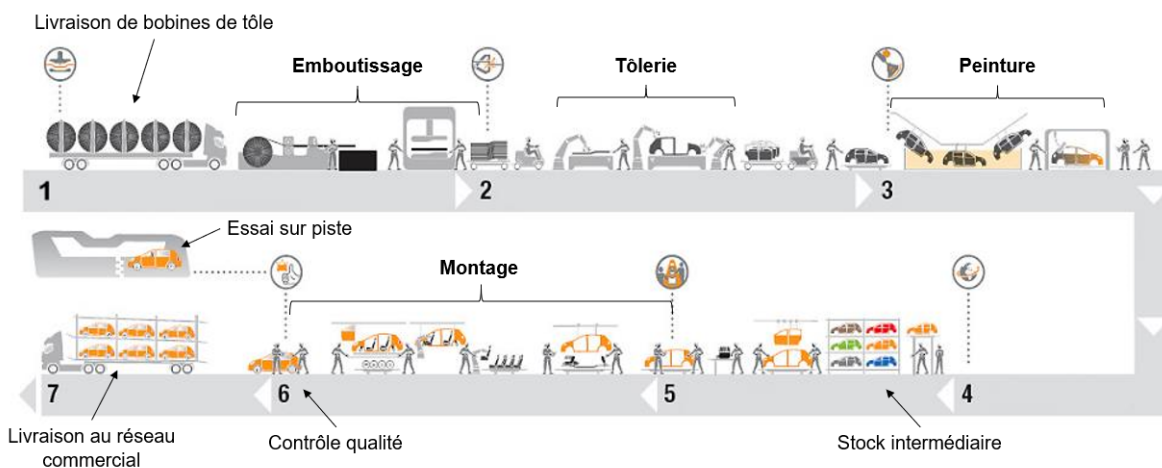 Livraison de bobines de tôle
Emboutissage
Tôlerie
Peinture
1
2
3
Essai sur piste
Montage
7
6
5
4
Livraison au réseau
commercial
Contrôle qualité
Stock intermédiaire